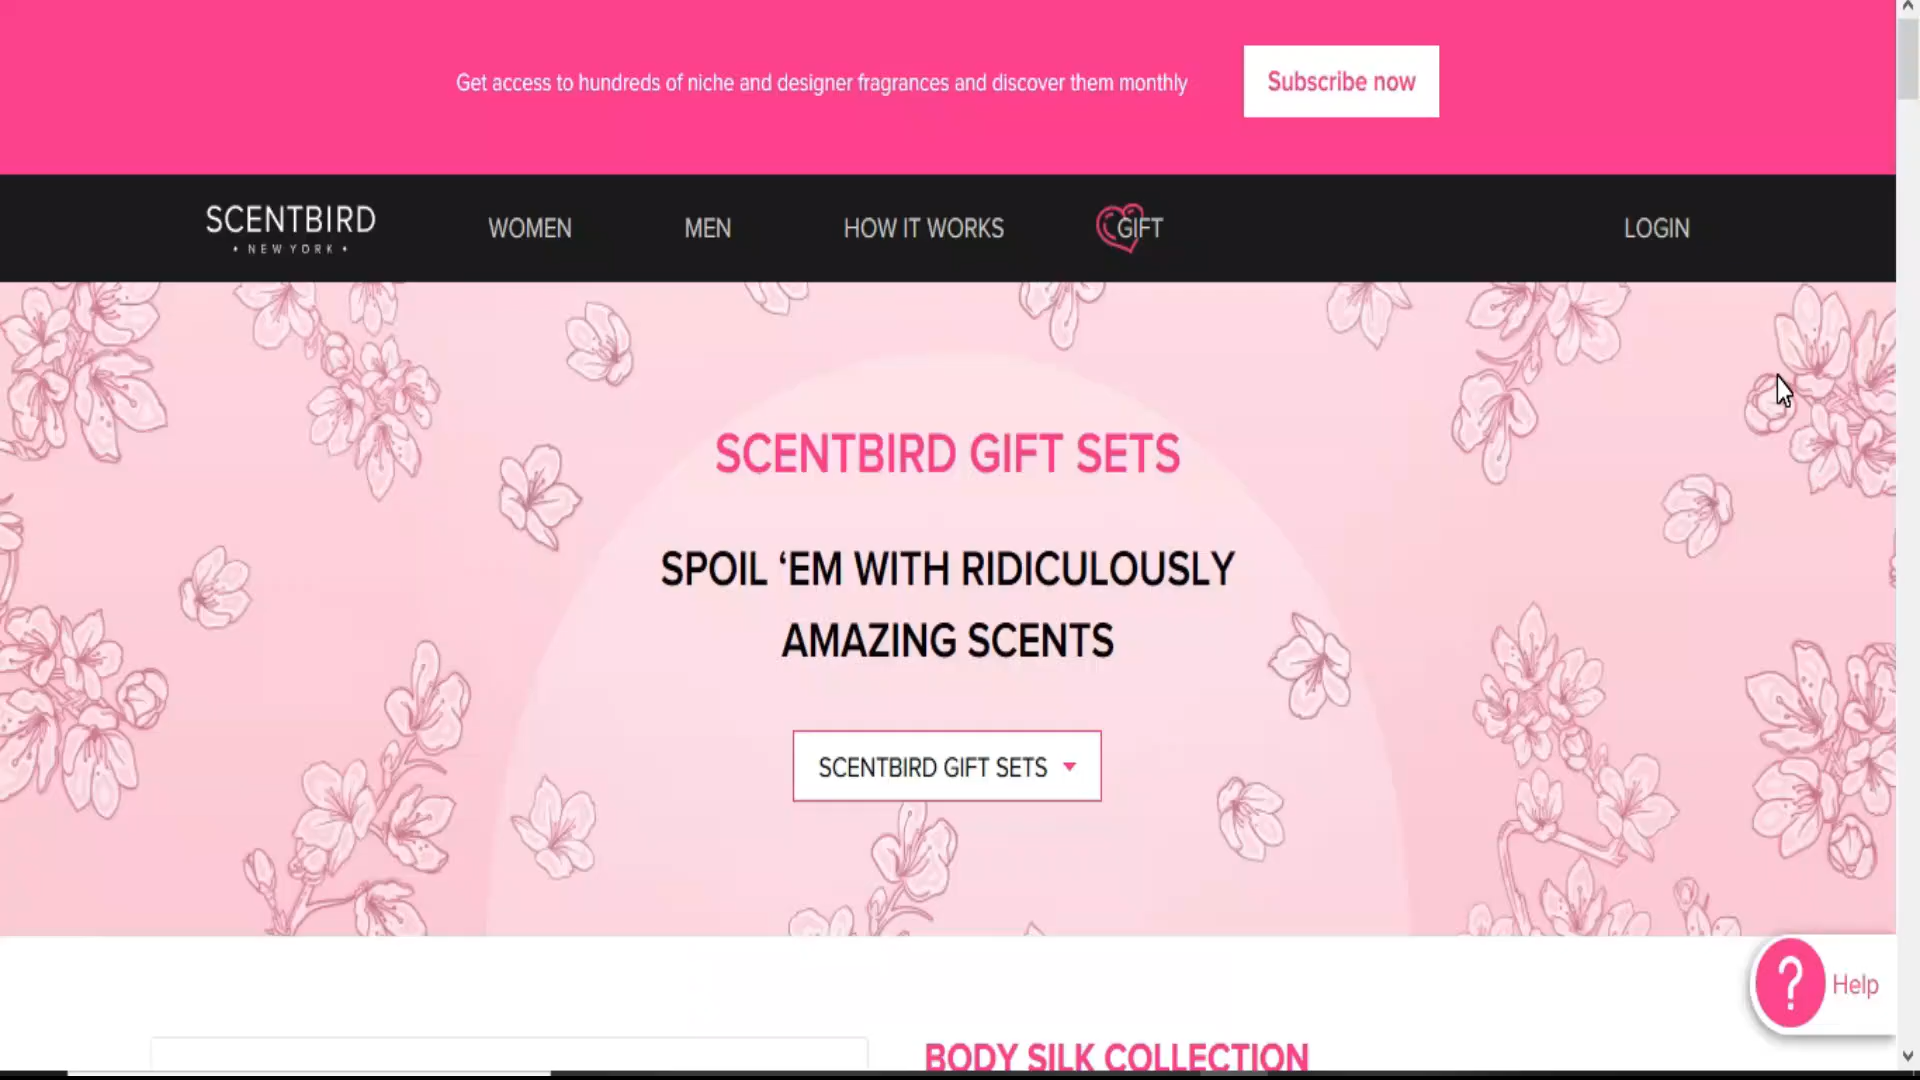 Get access to hundreds of niche and designer fragrances and discover them monthly
Subscribe now
SCENTBIRD
• NEW YORK •
WOMEN
MEN
HOW IT WORKS
GIFT
LOGIN
SCENTBIRD GIFT SETS
SPOIL ‘EM WITH RIDICULOUSLY
AMAZING SCENTS
SCENTBIRD GIFT SETS
? Help
BODY SILK COLLECTION